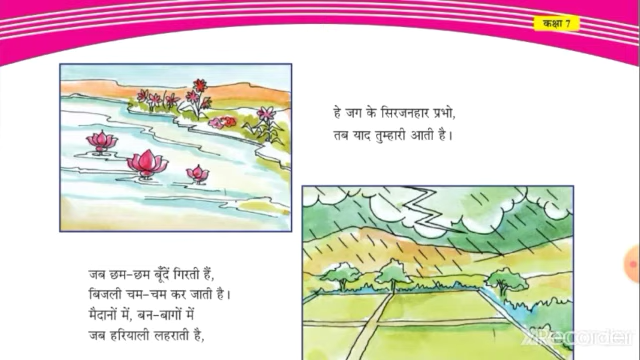 कक्षा 7
हे जग के सिरजनहार प्रभो,
तब याद तुम्हारी आती है।
जब छम-छम बूँदें गिरती हैं,
बिजली चम-चम कर जाती है।
मैदानों में, बन-बागों में
जब हरियाली लहराती है,
XRecorder